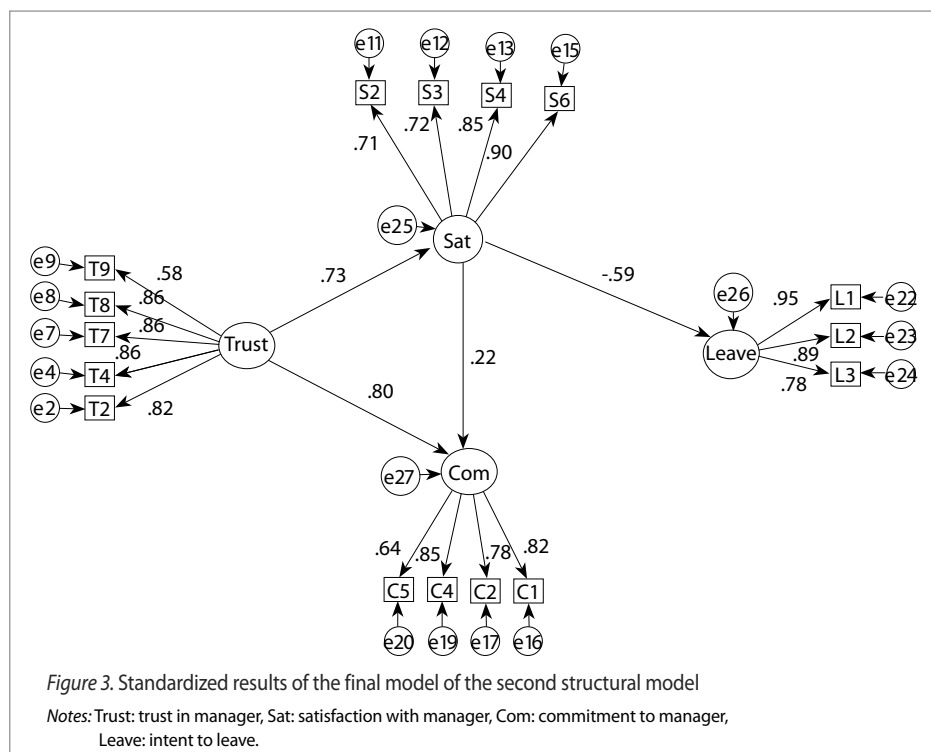 e11 e12 e13 e15
S2 S3 S4 S6
.71 .72 .85 .90
e25 Sat
e9 T9 .58
e8 T8 .86
e7 T7 .86
e4 T4 .86
e2 T2 .82
Trust
.73
-.59
.80
.22
e26
Leave
.95 L1 e22
.89 L2 e23
.78 L3 e24
e27 Com
.64 .85 .78 .82
C5 C4 C2 C1
e20 e19 e17 e16
Figure 3. Standardized results of the final model of the second structural model
Notes: Trust: trust in manager, Sat: satisfaction with manager, Com: commitment to manager,
Leave: intent to leave.